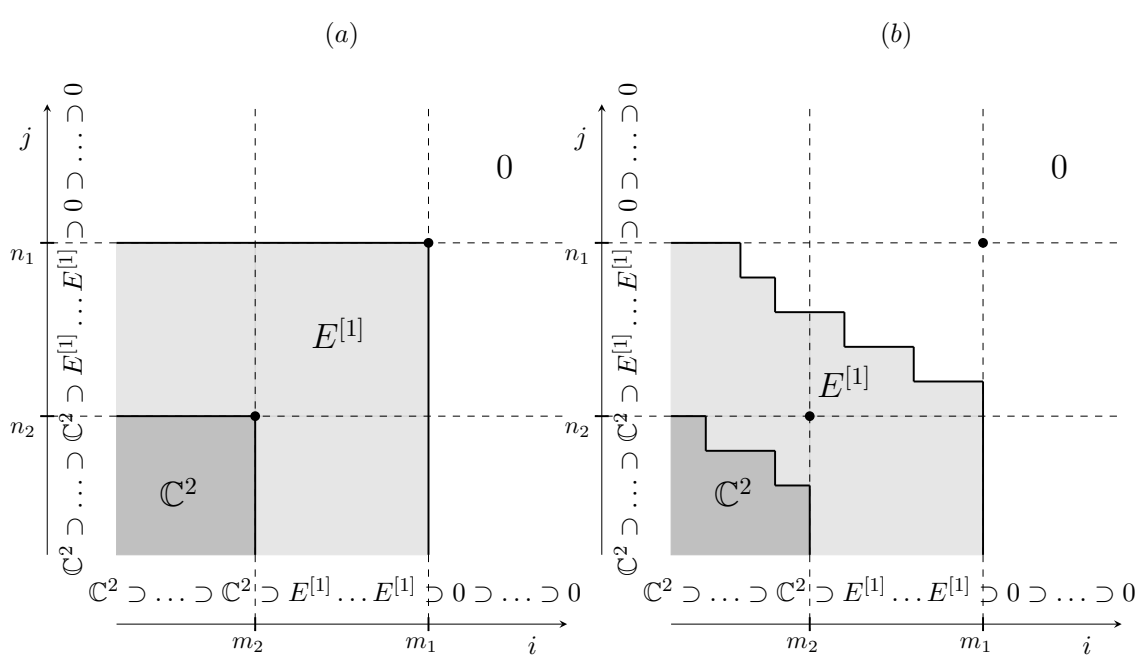 (a)
j
n₁
n₂
ℂ² ⊃ … ⊃ ℂ² ⊃ E^[1] … E^[1] ⊃ 0 ⊃ … ⊃ 0
0
E^[1]
ℂ²
ℂ² ⊃ … ⊃ ℂ² ⊃ E^[1] … E^[1] ⊃ 0 ⊃ … ⊃ 0
m₂
m₁
i
(b)
j
n₁
n₂
ℂ² ⊃ … ⊃ ℂ² ⊃ E^[1] … E^[1] ⊃ 0 ⊃ … ⊃ 0
0
E^[1]
ℂ²
ℂ² ⊃ … ⊃ ℂ² ⊃ E^[1] … E^[1] ⊃ 0 ⊃ … ⊃ 0
m₂
m₁
i